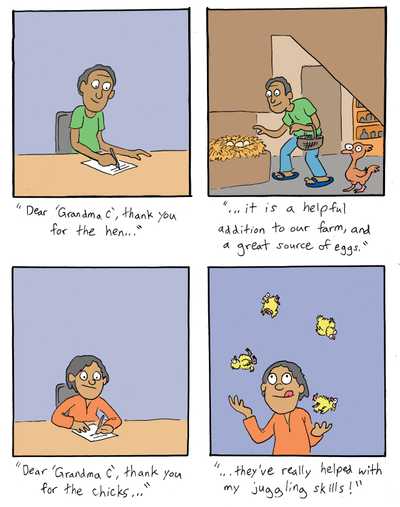 "Dear 'Grandma C', thank you
for the hen..."
"...it is a helpful
addition to our farm, and
a great source of eggs."
"Dear 'Grandma C', thank you
for the chicks..."
"...they've really helped with
my juggling skills!"